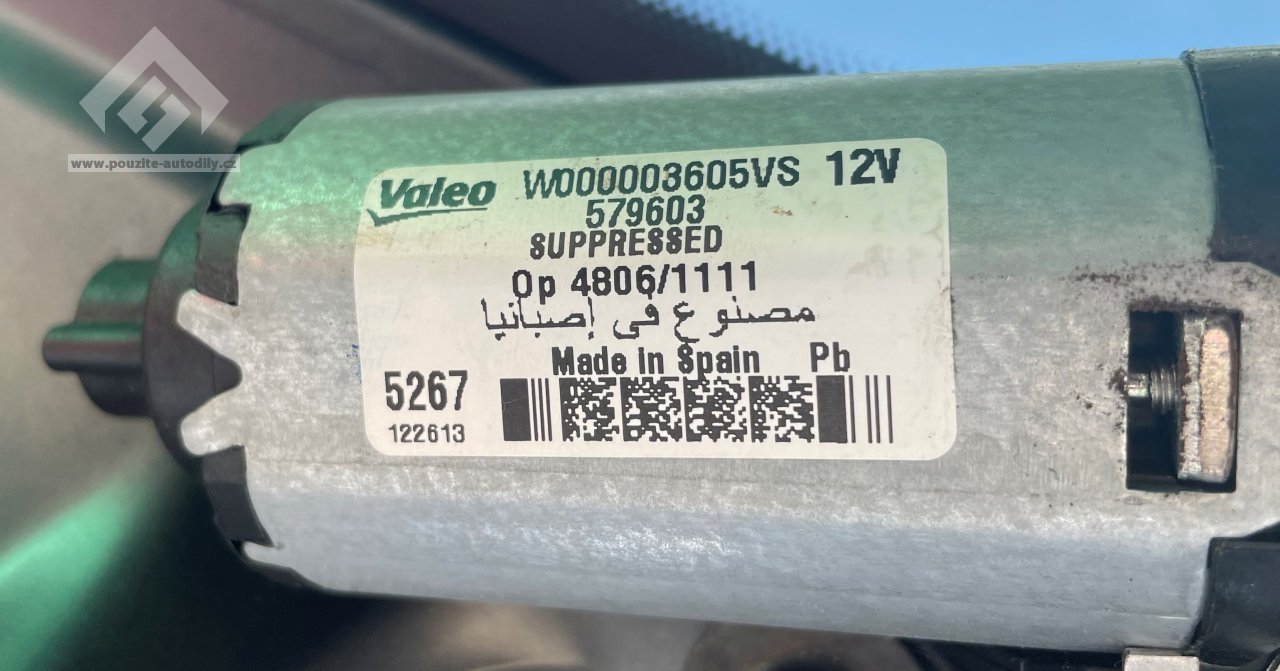 www.pouzite-autodily.cz
Valeo W000003605VS 12V
579603
SUPPRESSED
Op 4806/1111
مصنوع في إصبانيا
Made in Spain Pb
5267
122613